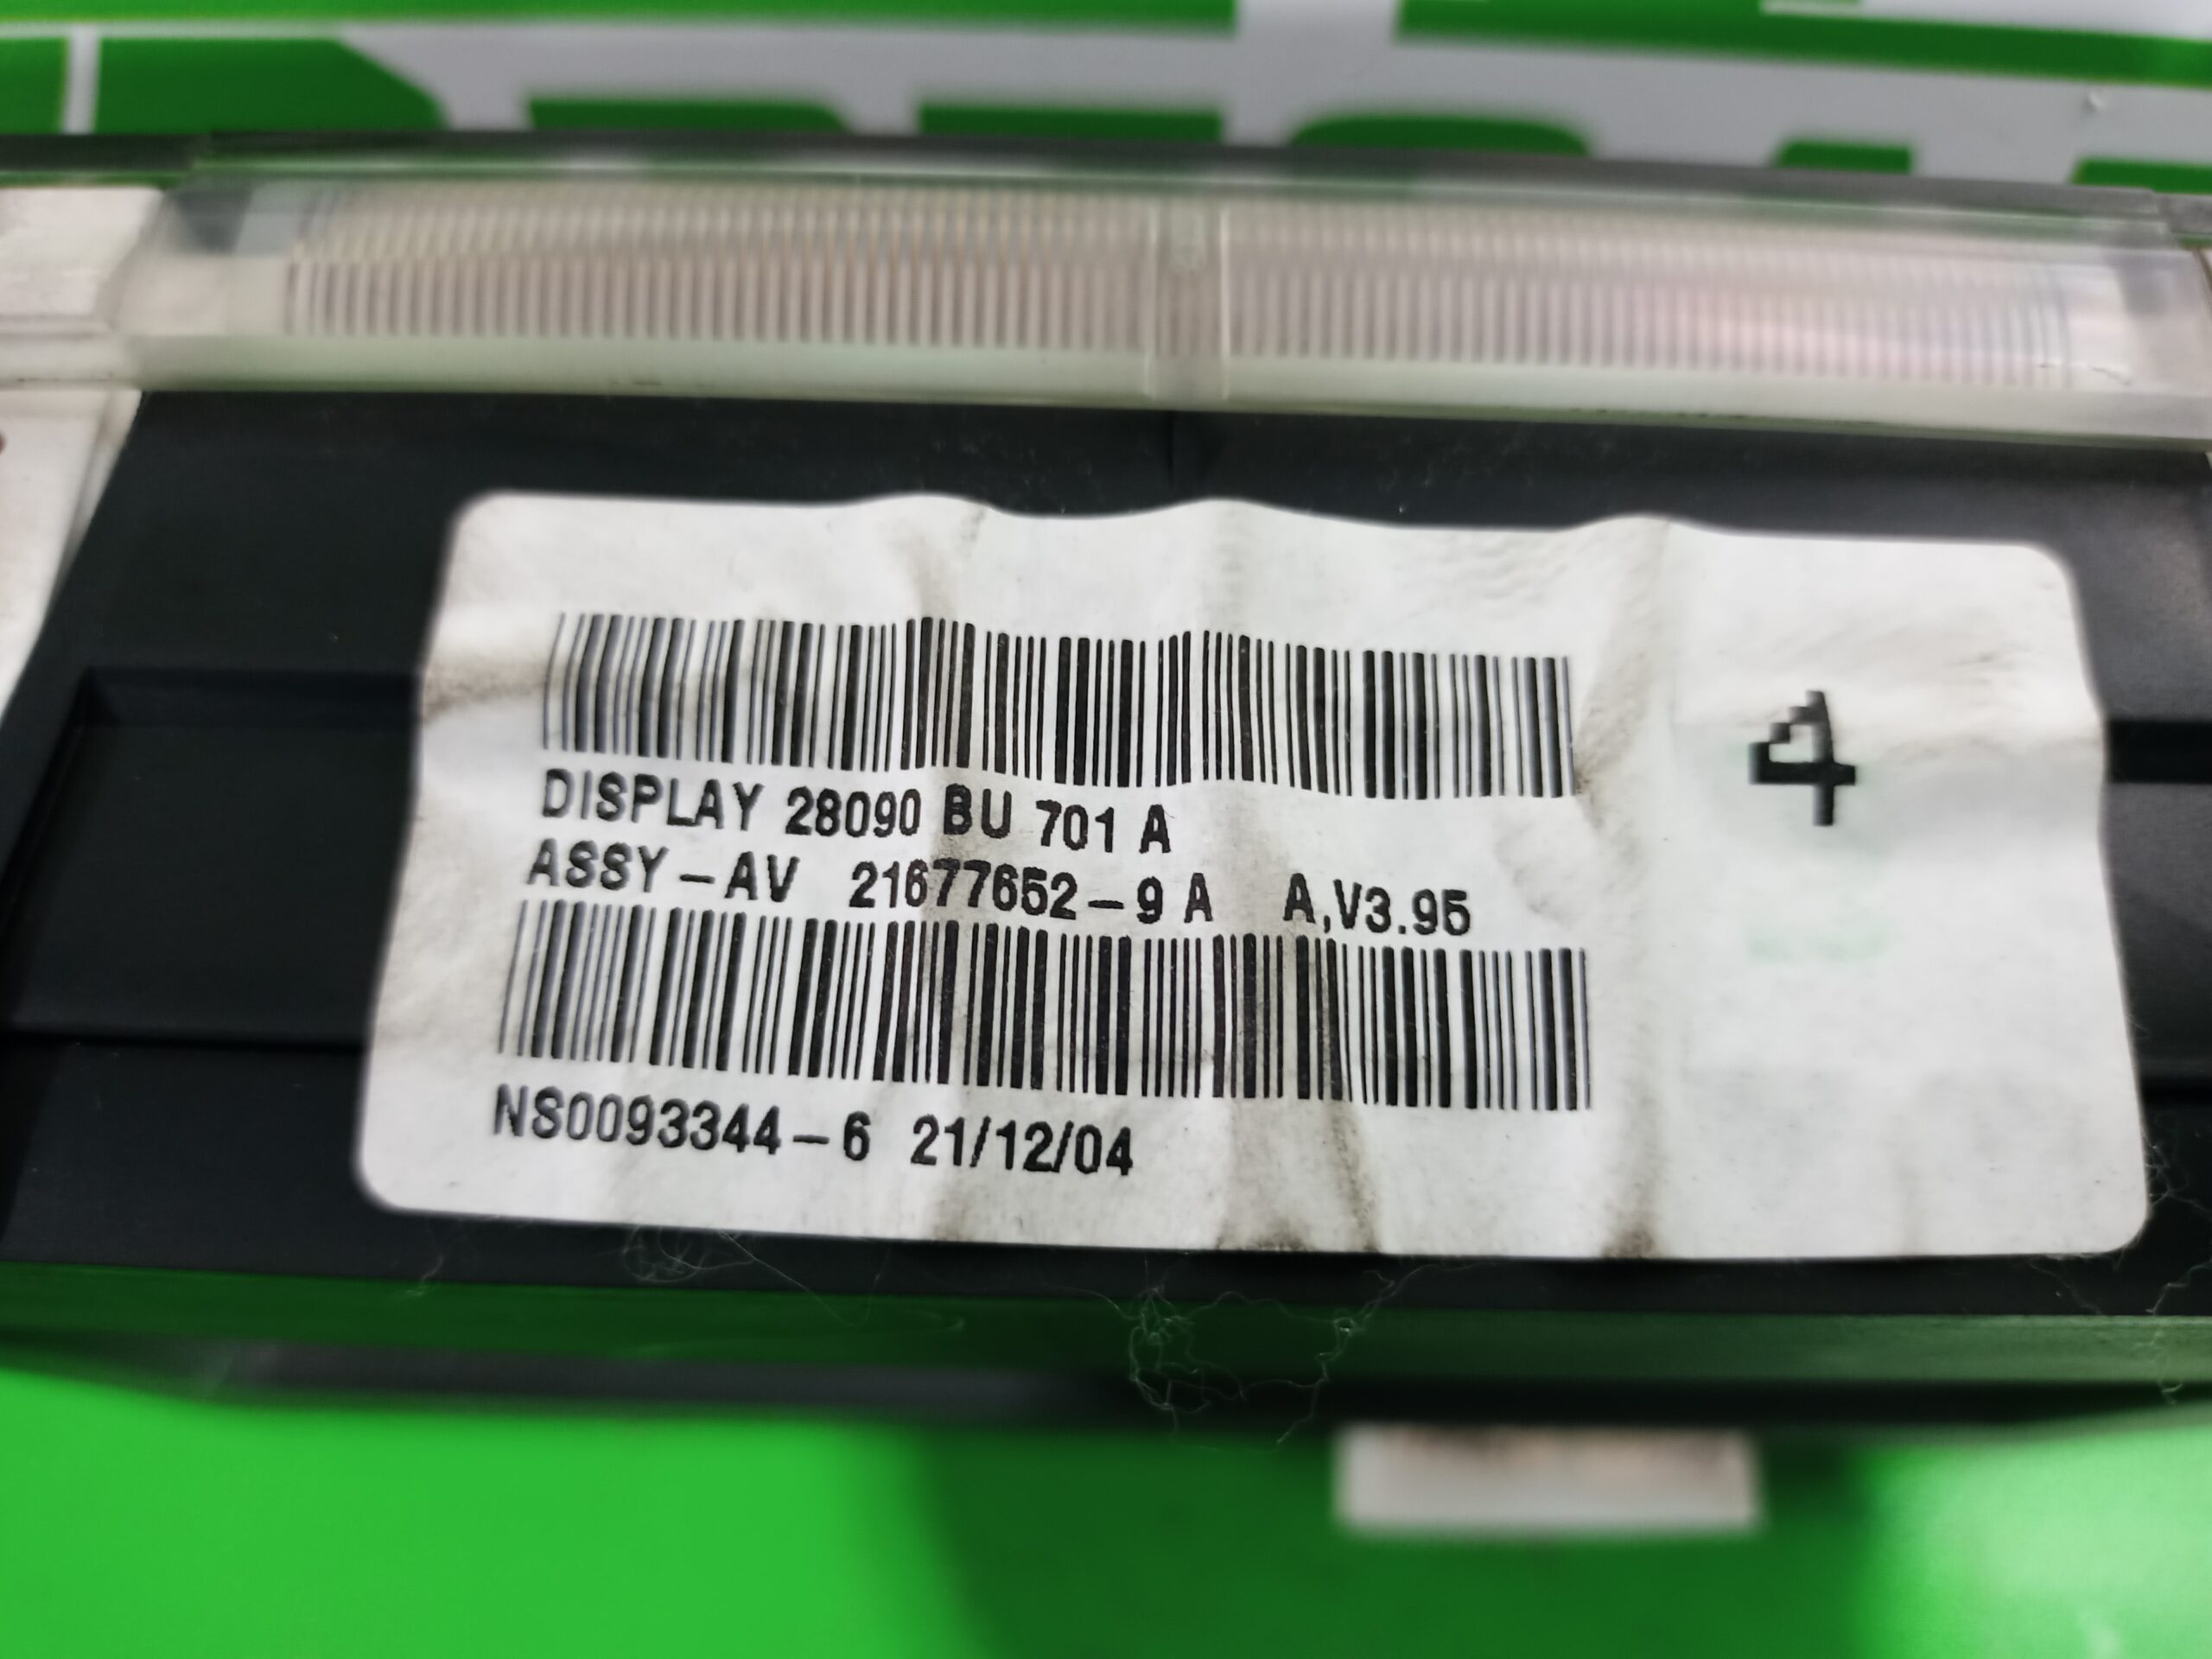 DISPLAY 28090 BU 701 A
ASSY-AV 21677652-9 A A,V3.95
NS0093344-6 21/12/04
4